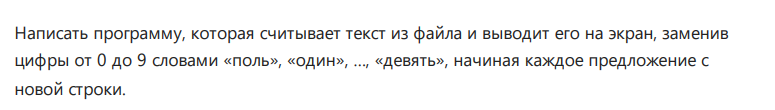 Написать программу, которая считывает текст из файла и выводит его на экран, заменив
цифры от 0 до 9 словами «поль», «один», ..., «девять», начиная каждое предложение с
новой строки.